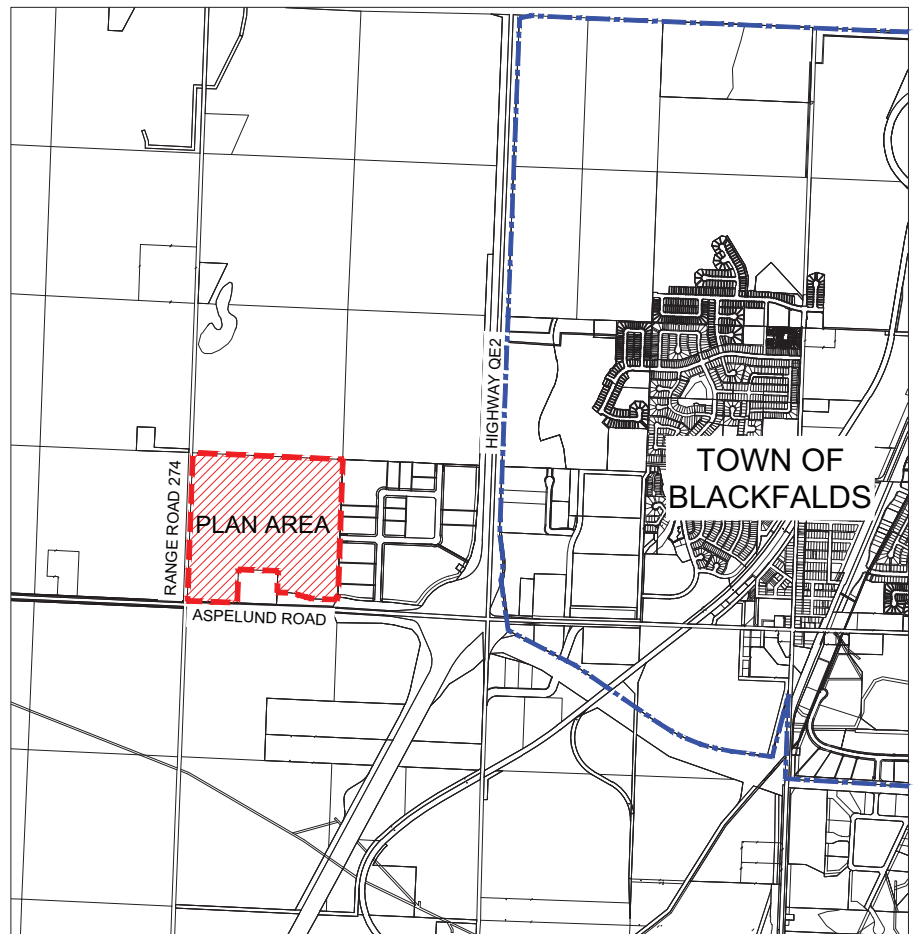 HIGHWAY QE2
TOWN OF
BLACKFALDS
RANGE ROAD 274
PLAN AREA
ASPELUND ROAD